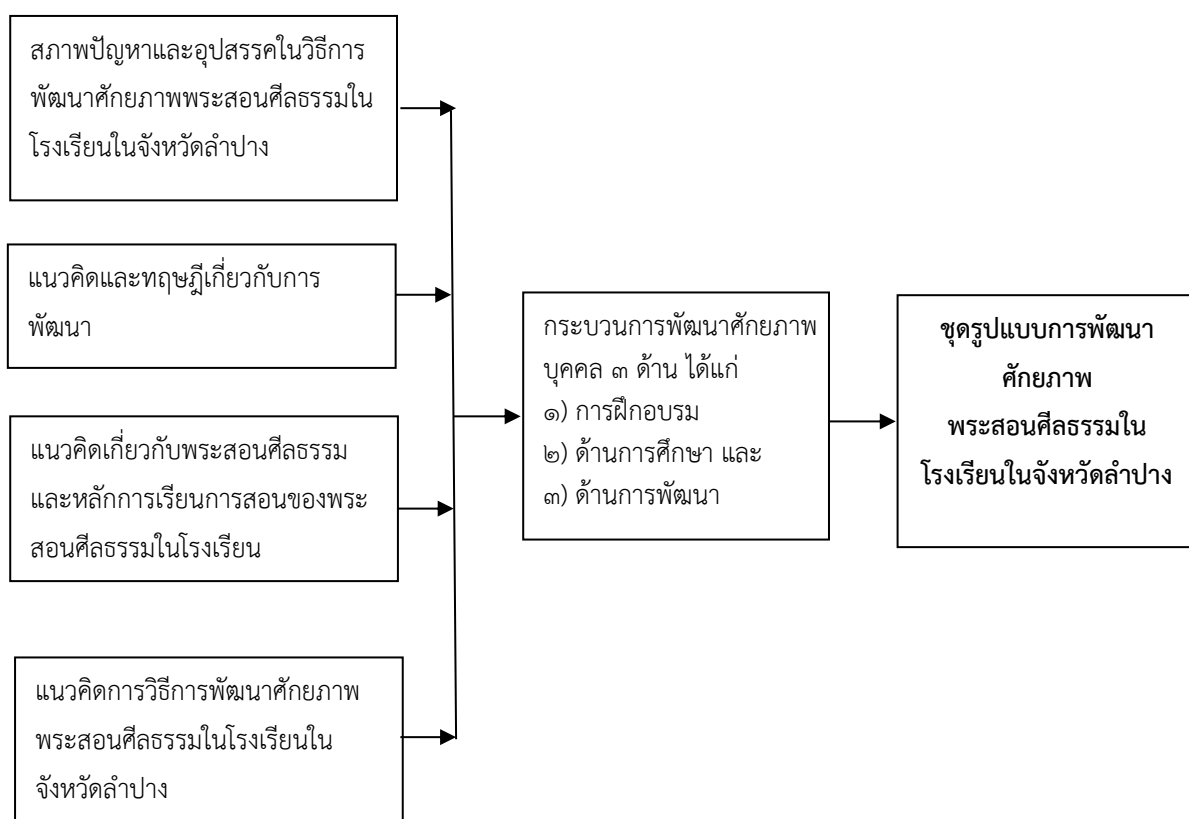 สภาพปัญหาและอุปสรรคในวิธีการ
พัฒนาศักยภาพพระสอนศีลธรรมใน
โรงเรียนในจังหวัดลำปาง
แนวคิดและทฤษฎีเกี่ยวกับการ
พัฒนา
แนวคิดเกี่ยวกับพระสอนศีลธรรม
และหลักการเรียนการสอนของพระ
สอนศีลธรรมในโรงเรียน
แนวคิดการวิธีการพัฒนาศักยภาพ
พระสอนศีลธรรมในโรงเรียนใน
จังหวัดลำปาง
กระบวนการพัฒนาศักยภาพ
บุคคล ๓ ด้าน ได้แก่
๑) การฝึกอบรม
๒) ด้านการศึกษา และ
๓) ด้านการพัฒนา
ชุดรูปแบบการพัฒนา
ศักยภาพ
พระสอนศีลธรรมใน
โรงเรียนในจังหวัดลำปาง